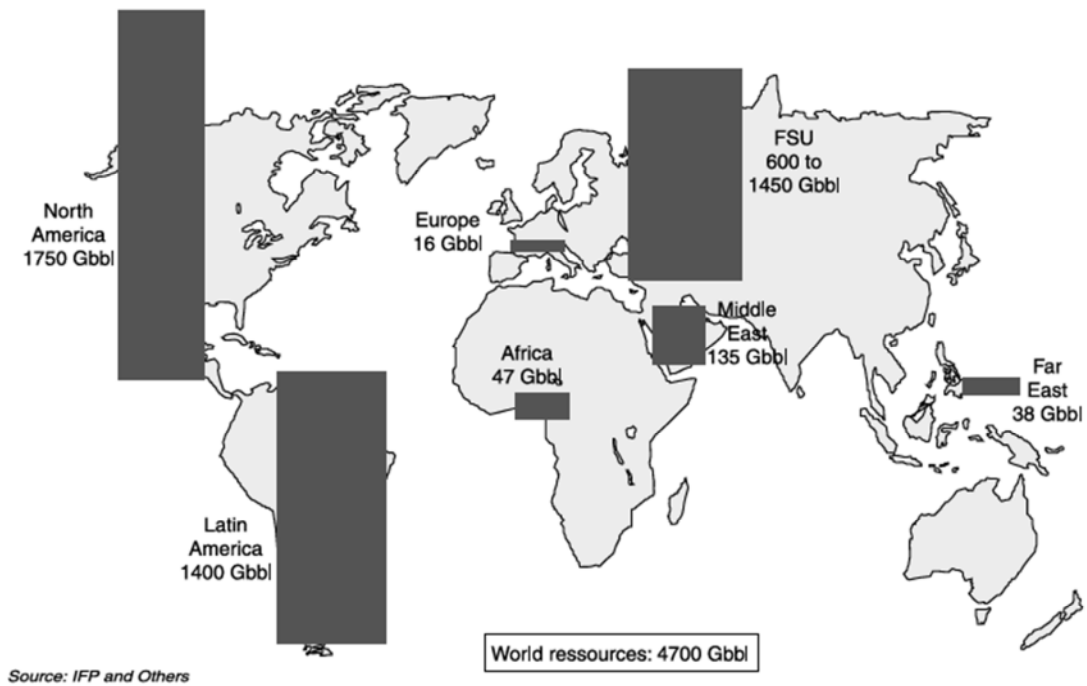 North
America
1750 Gbbl
Europe
16 Gbbl
FSU
600 to
1450 Gbbl
Middle
East
135 Gbbl
Africa
47 Gbbl
Far
East
38 Gbbl
Latin
America
1400 Gbbl
World ressources: 4700 Gbbl
Source: IFP and Others